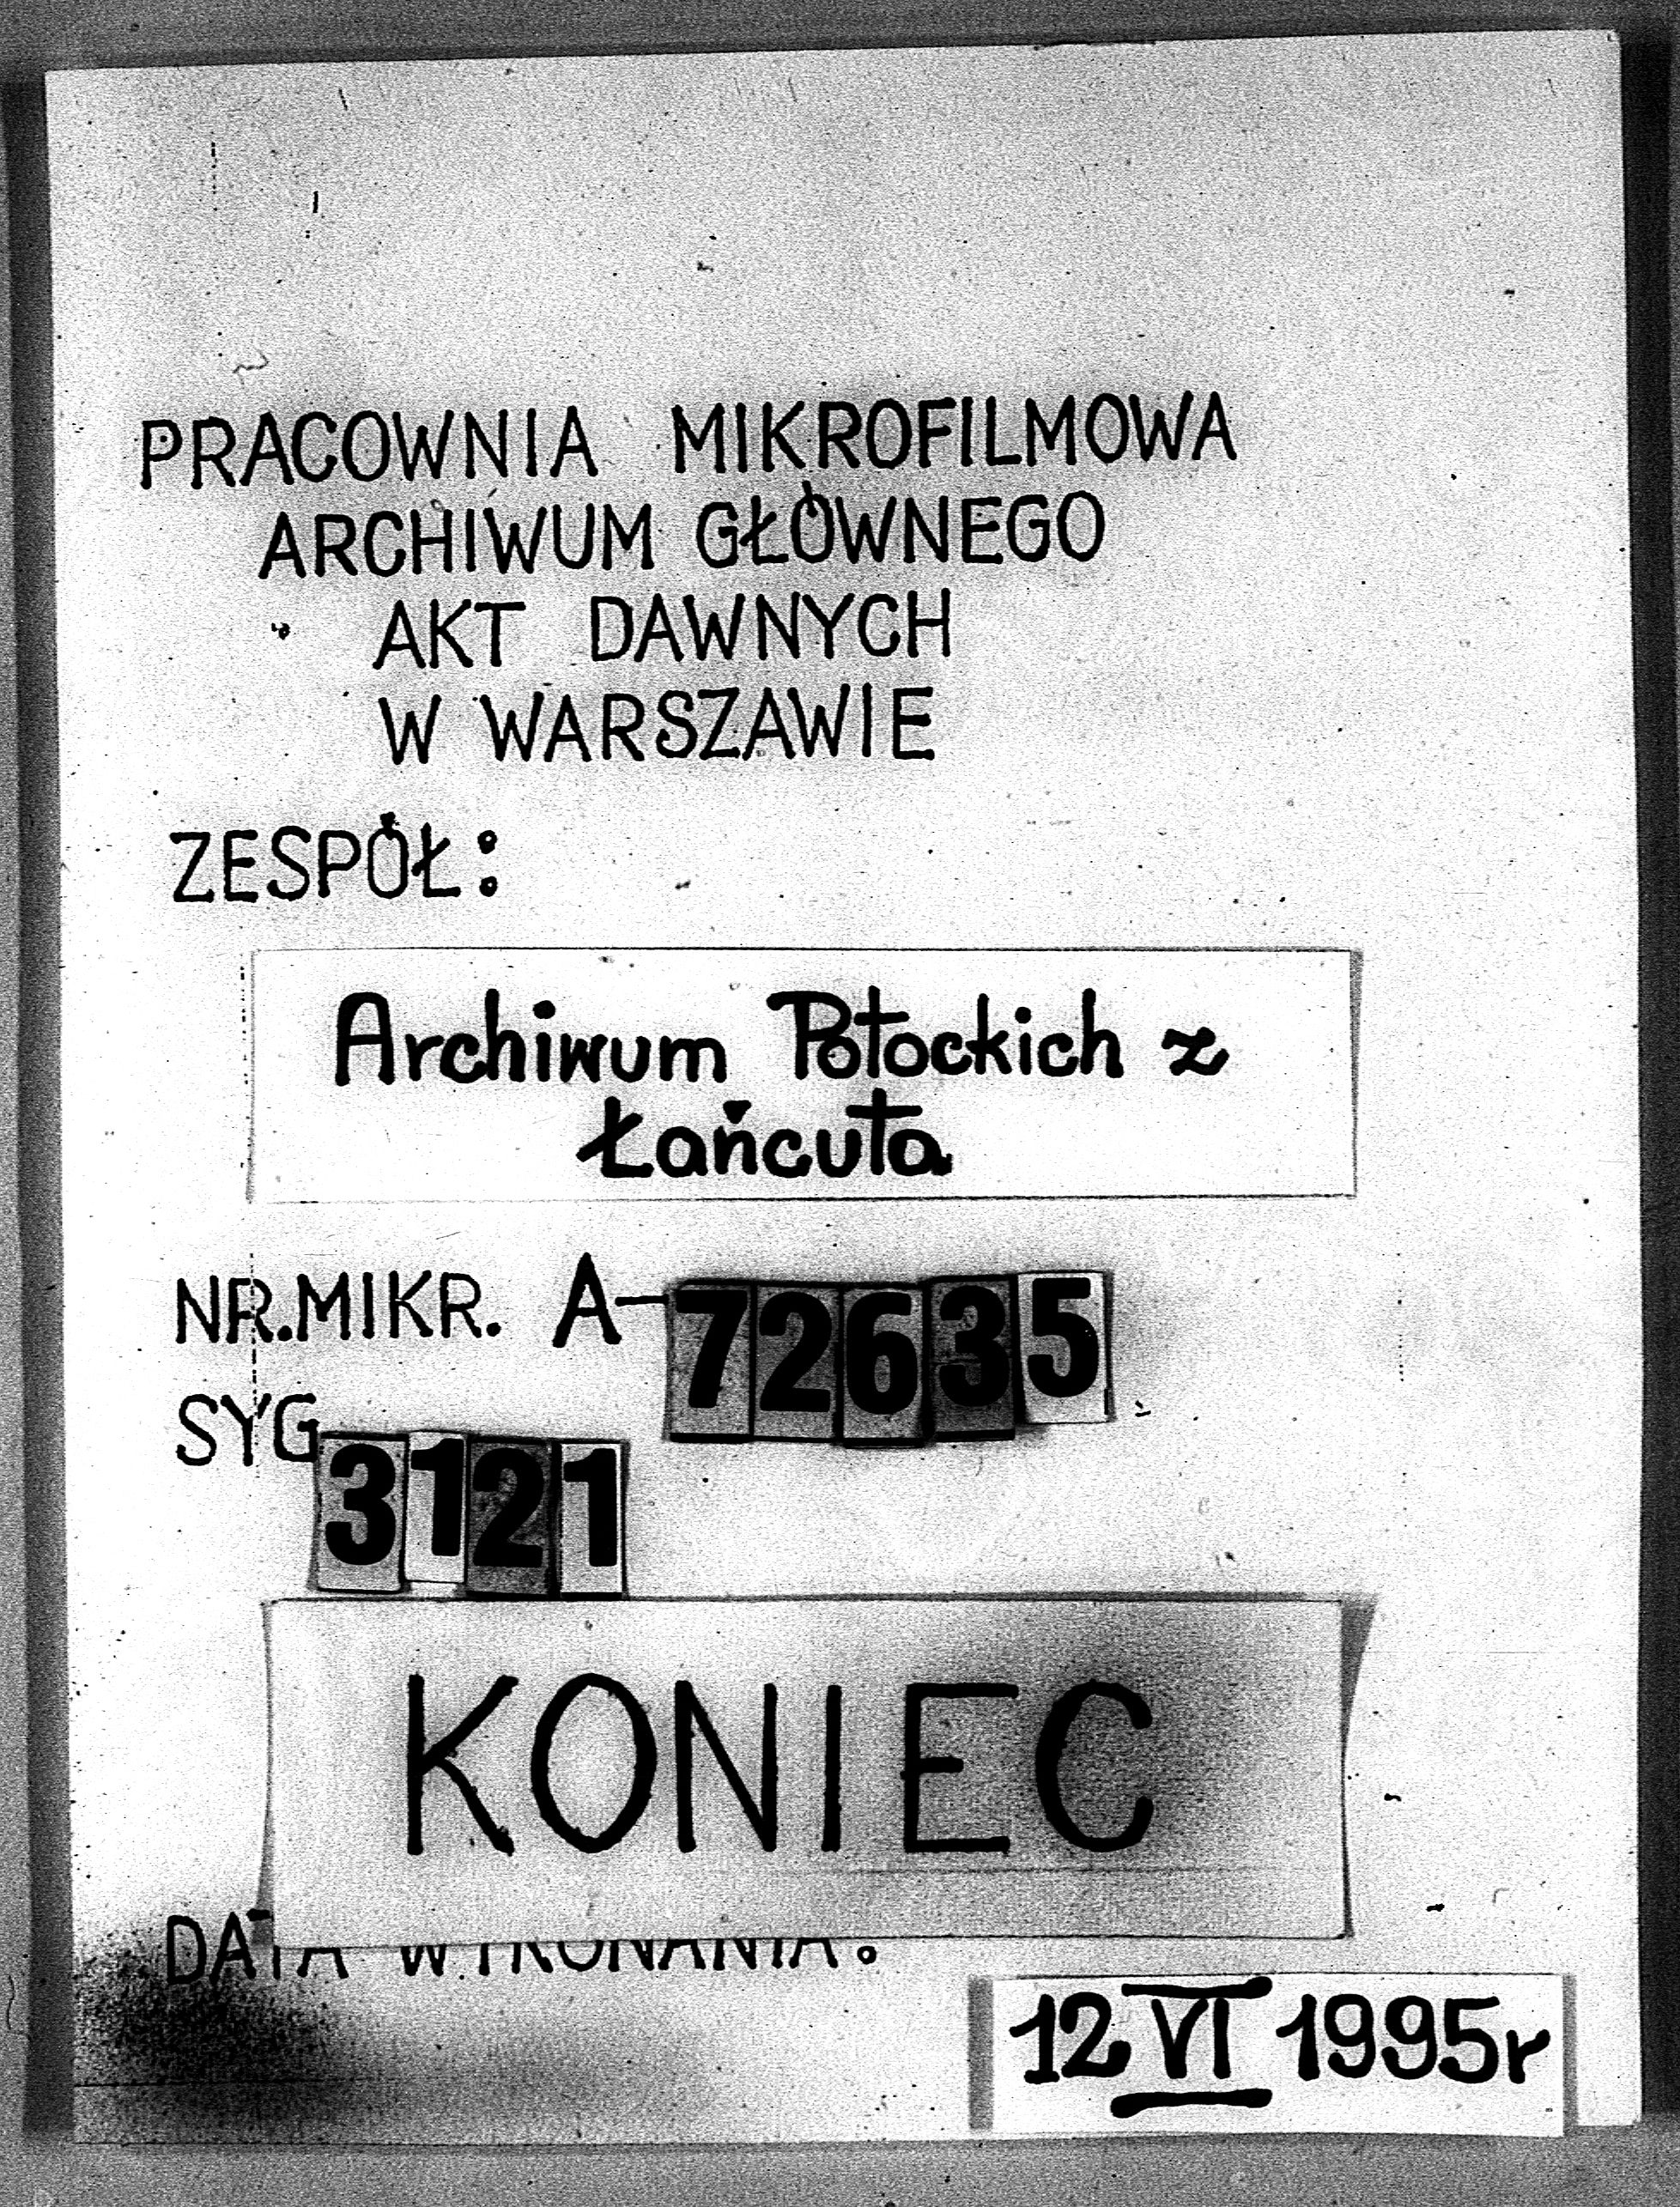 PRACOWNIA MIKROFILMOWA
ARCHIWUM GŁÓWNEGO
AKT DAWNYCH
W WARSZAWIE
ZESPÓŁ:
Archiwum Potockich z
Łańcuta
NR.MIKR. A-72635
SYG 3121
KONIEC
DATA WYKONANIA:
12 VI 1995r